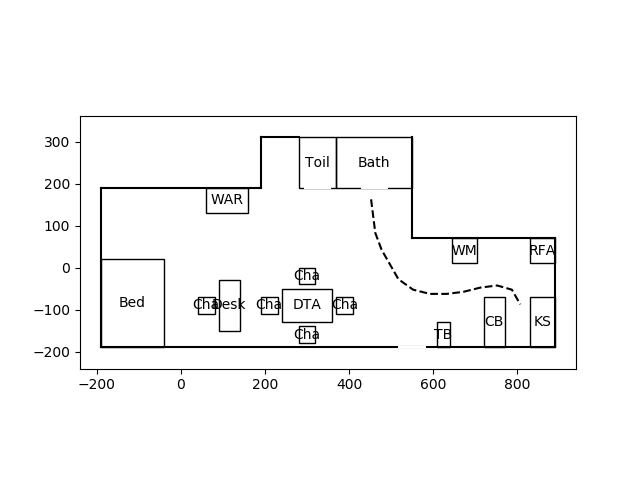 300
200
100
0
−100
−200
Toil Bath
WAR
WM RFA
Cha
Bed Cha Desk Cha DTA Cha
CB KS
Cha TB
−200 0 200 400 600 800